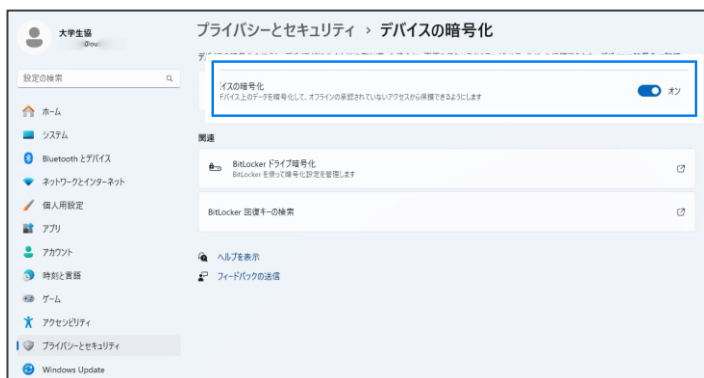 大学生協
@ou
プライバシーとセキュリティ › デバイスの暗号化
設定の検索
イスの暗号化
デバイス上のデータを暗号化して、オフラインの承認されていないアクセスから保護できるようにします
オン
ホーム
システム
関連
Bluetooth とデバイス
BitLocker ドライブ暗号化
BitLocker を使って暗号化設定を管理します
ネットワークとインターネット
個人用設定
BitLocker 回復キーの検索
アプリ
アカウント
ヘルプを表示
時刻と言語
フィードバックの送信
ゲーム
アクセシビリティ
プライバシーとセキュリティ
Windows Update